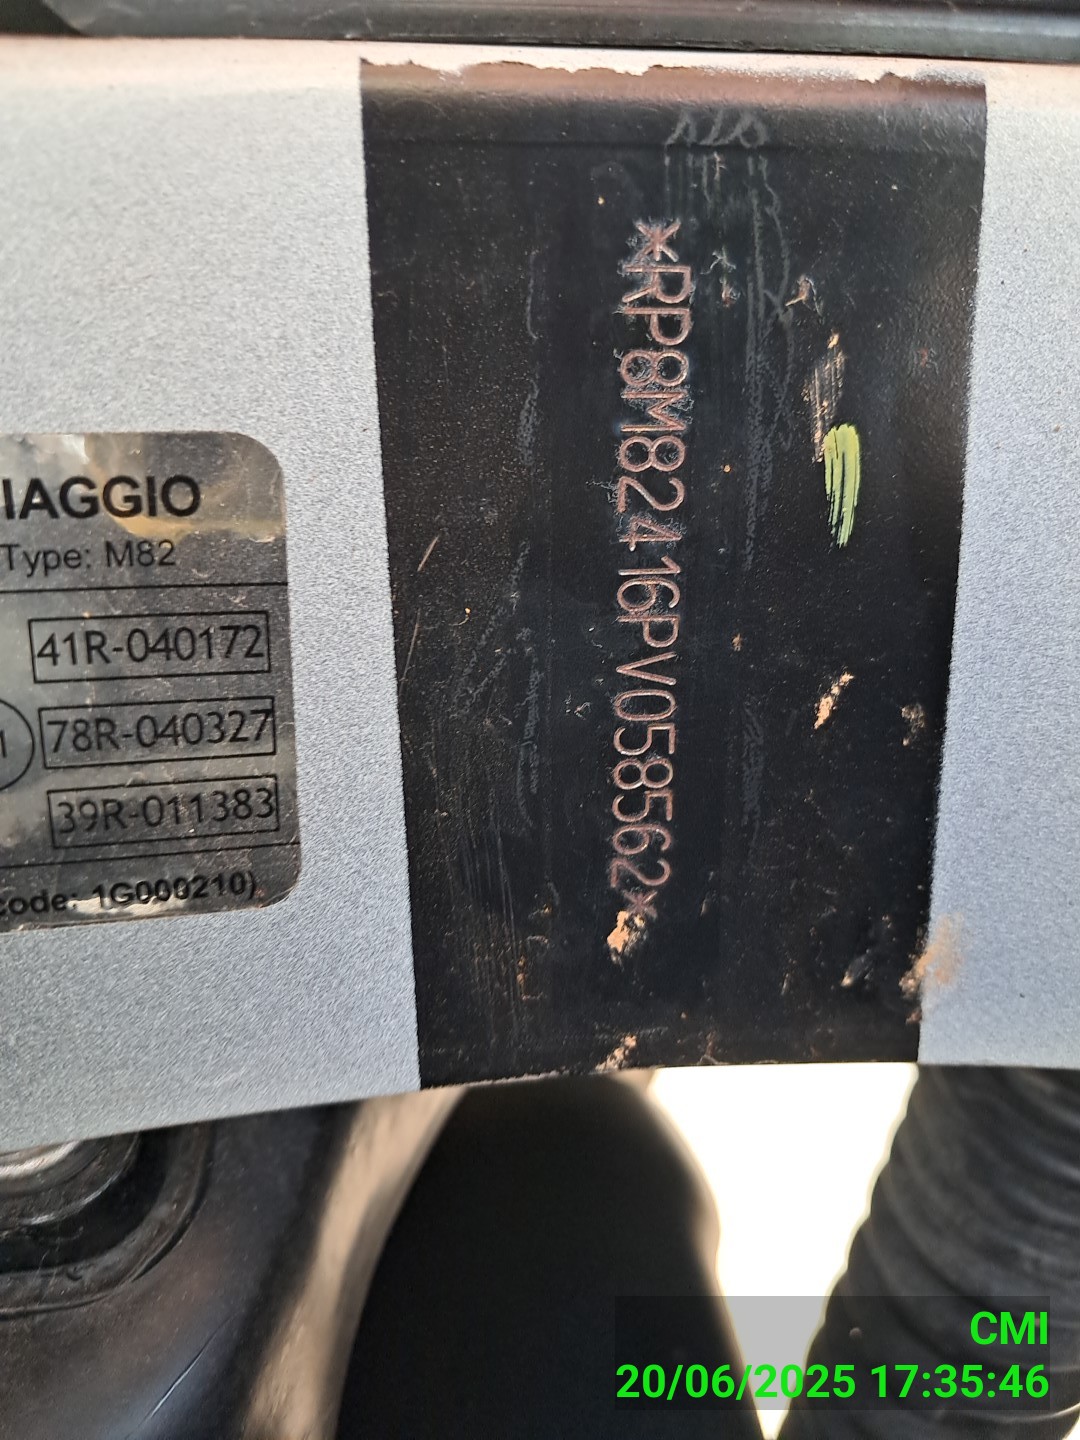 IAGGIO
Type: M82
41R-040172
78R-040327
39R-011383
code: 1G000210)
*RP8M82416PV058562*
CMI
20/06/2025 17:35:46